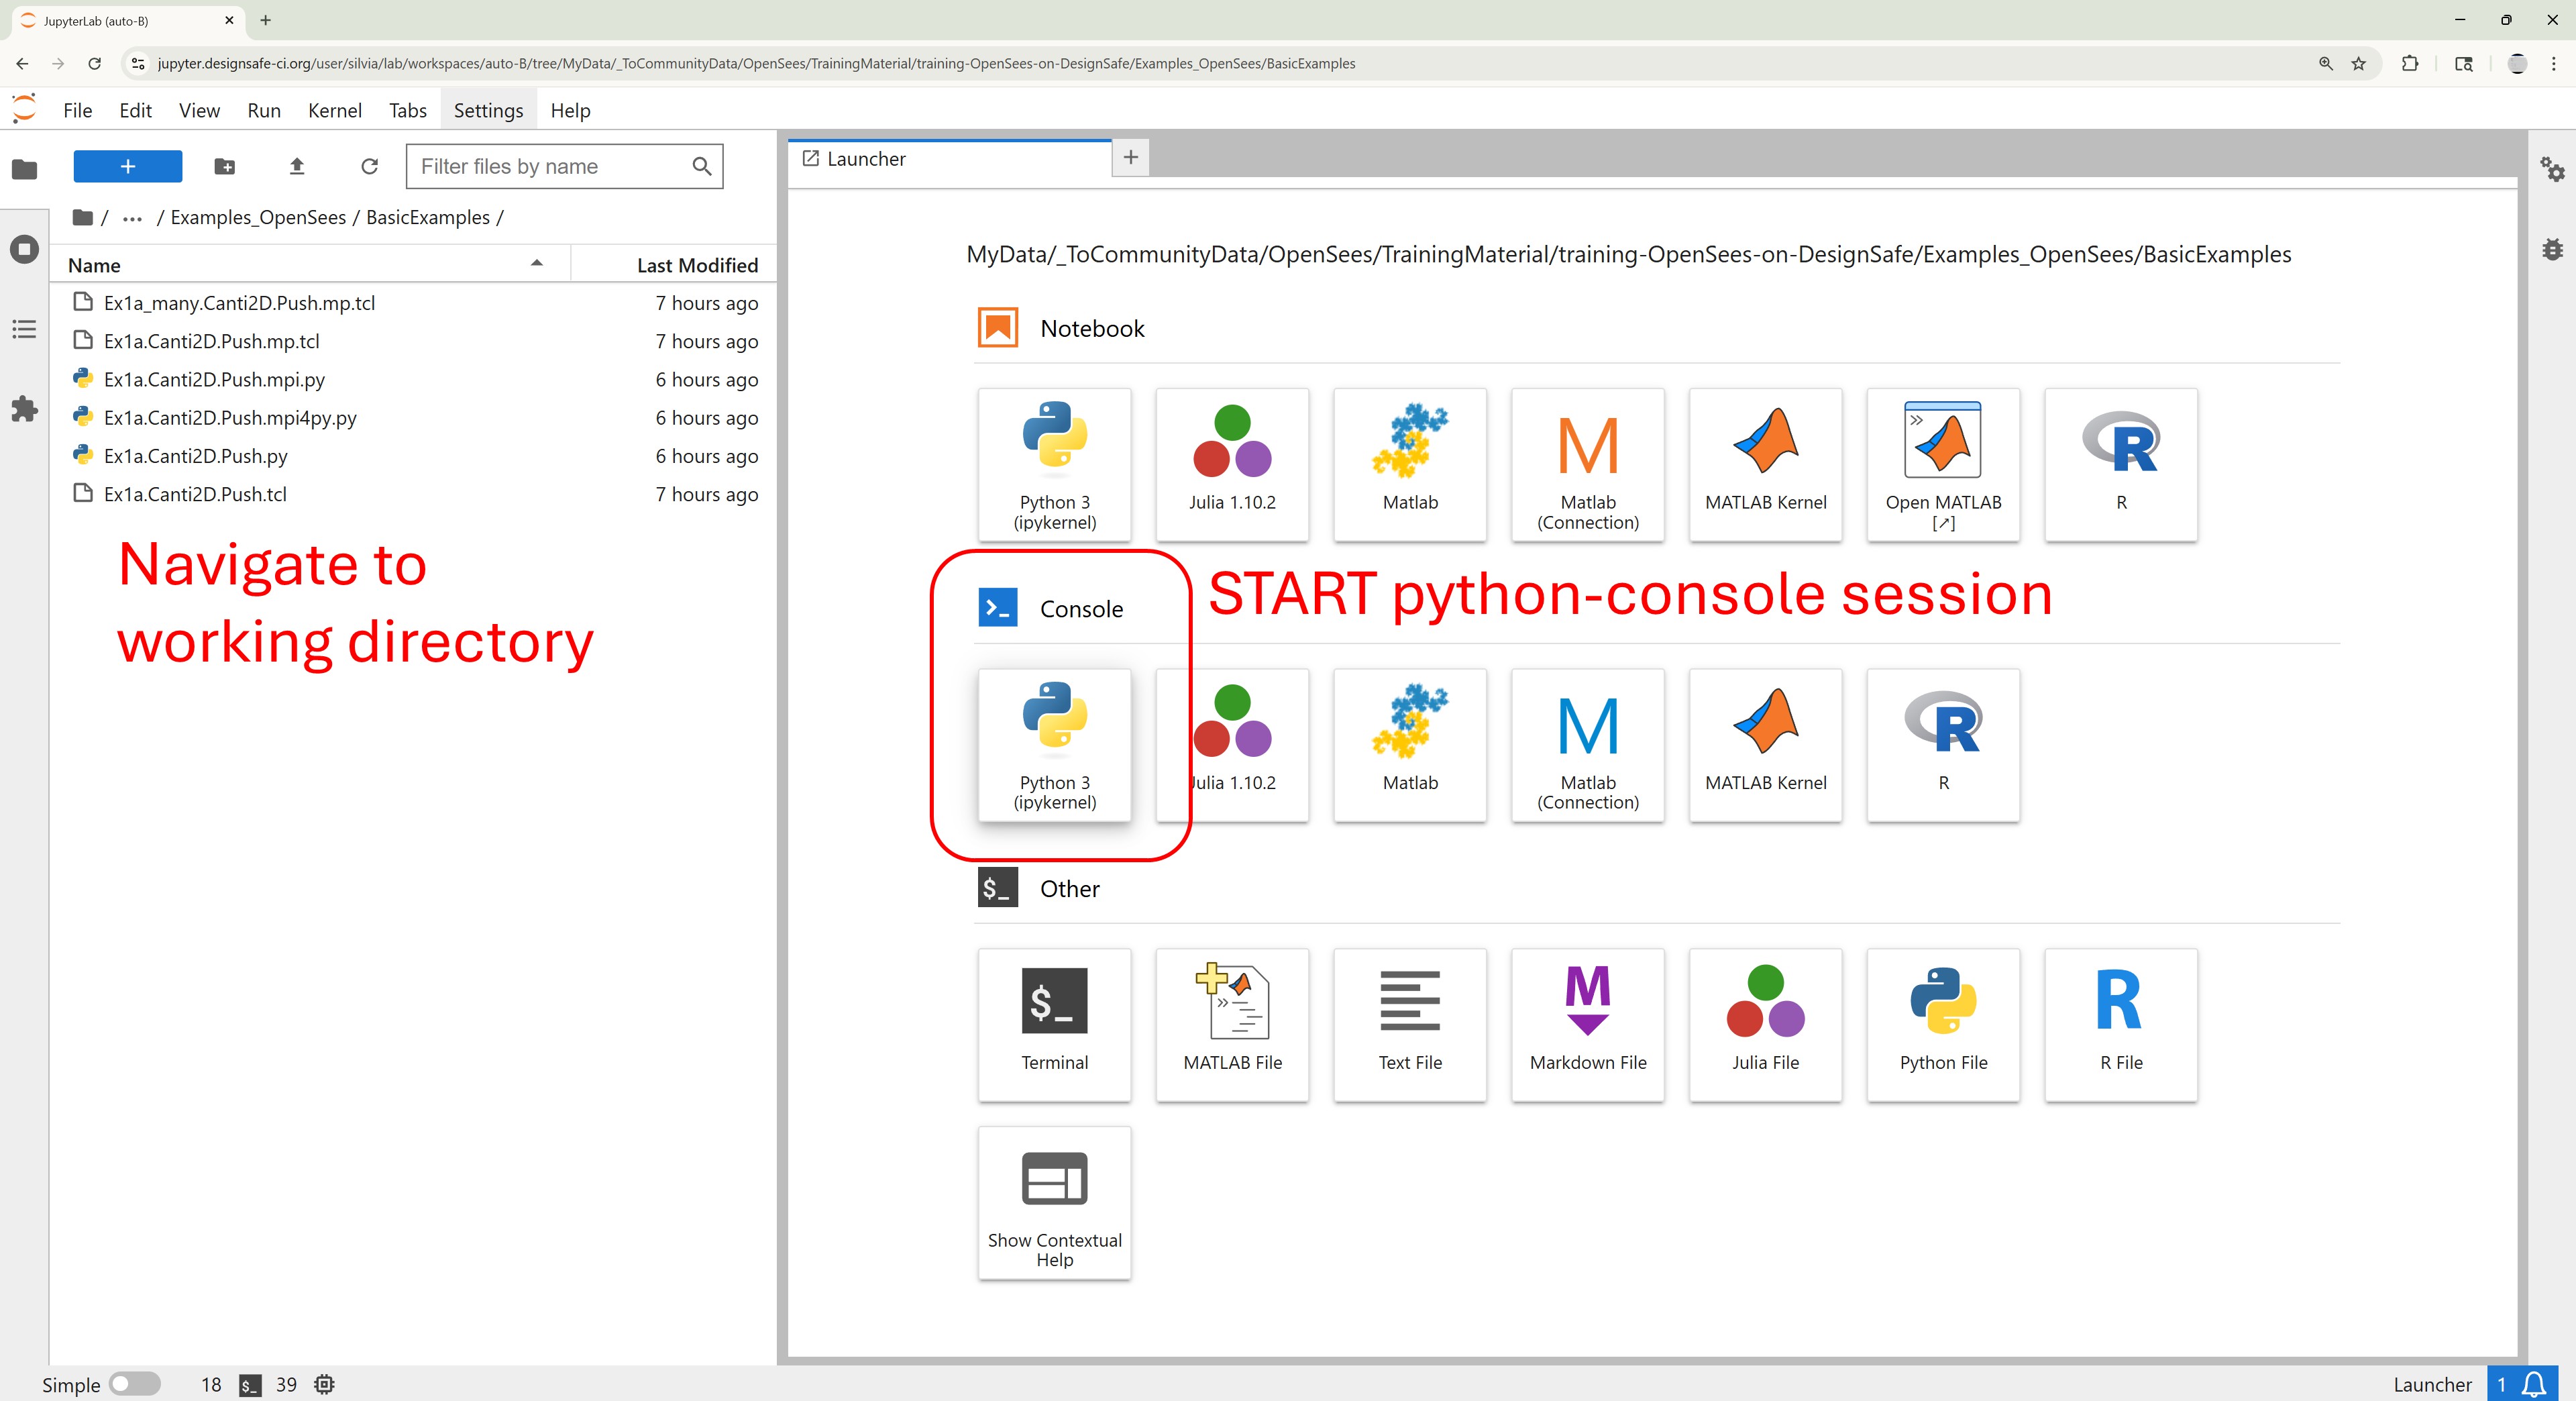 JupyterLab (auto-B)
jupyter.designsafe-ci.org/user/silvia/lab/workspaces/auto-B/tree/MyData/_ToCommunityData/OpenSees/TrainingMaterial/training-OpenSees-on-DesignSafe/Examples_OpenSees/BasicExamples
File Edit View Run Kernel Tabs Settings Help
+
Filter files by name
/ ... / Examples_OpenSees / BasicExamples /
Name Last Modified
Ex1a_many.Canti2D.Push.mp.tcl 7 hours ago
Ex1a.Canti2D.Push.mp.tcl 7 hours ago
Ex1a.Canti2D.Push.mpi.py 6 hours ago
Ex1a.Canti2D.Push.mpi4py.py 6 hours ago
Ex1a.Canti2D.Push.py 6 hours ago
Ex1a.Canti2D.Push.tcl 7 hours ago
Navigate to
working directory
Launcher
MyData/_ToCommunityData/OpenSees/TrainingMaterial/training-OpenSees-on-DesignSafe/Examples_OpenSees/BasicExamples
Notebook
Python 3
(ipykernel)
Julia 1.10.2
Matlab
Matlab
(Connection)
MATLAB Kernel
Open MATLAB
[↗]
R
START python-console session
Console
Python 3
(ipykernel)
Julia 1.10.2
Matlab
Matlab
(Connection)
MATLAB Kernel
R
$_ Other
$_
Terminal
MATLAB File
Text File
Markdown File
Julia File
Python File
R File
Show Contextual
Help
Simple 18 $_ 39
Launcher 1